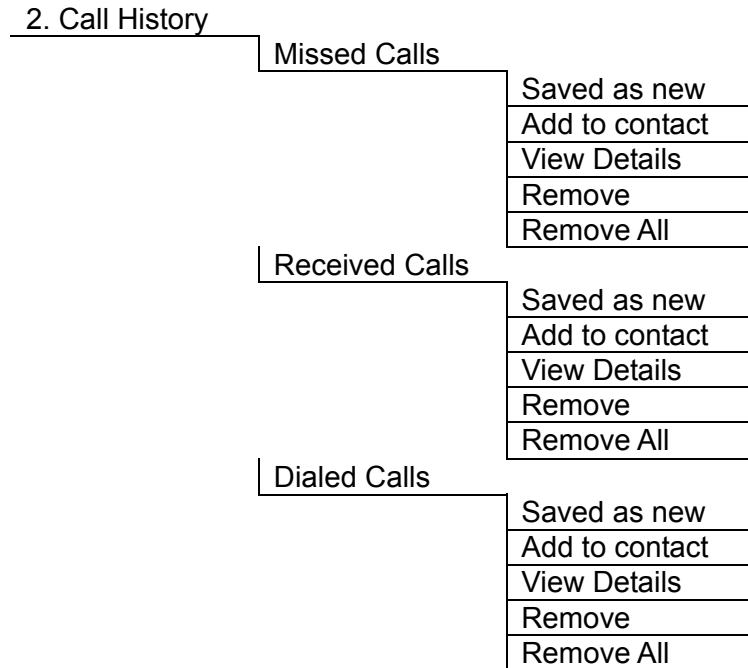 2. Call History
Missed Calls
Saved as new
Add to contact
View Details
Remove
Remove All
Received Calls
Saved as new
Add to contact
View Details
Remove
Remove All
Dialed Calls
Saved as new
Add to contact
View Details
Remove
Remove All